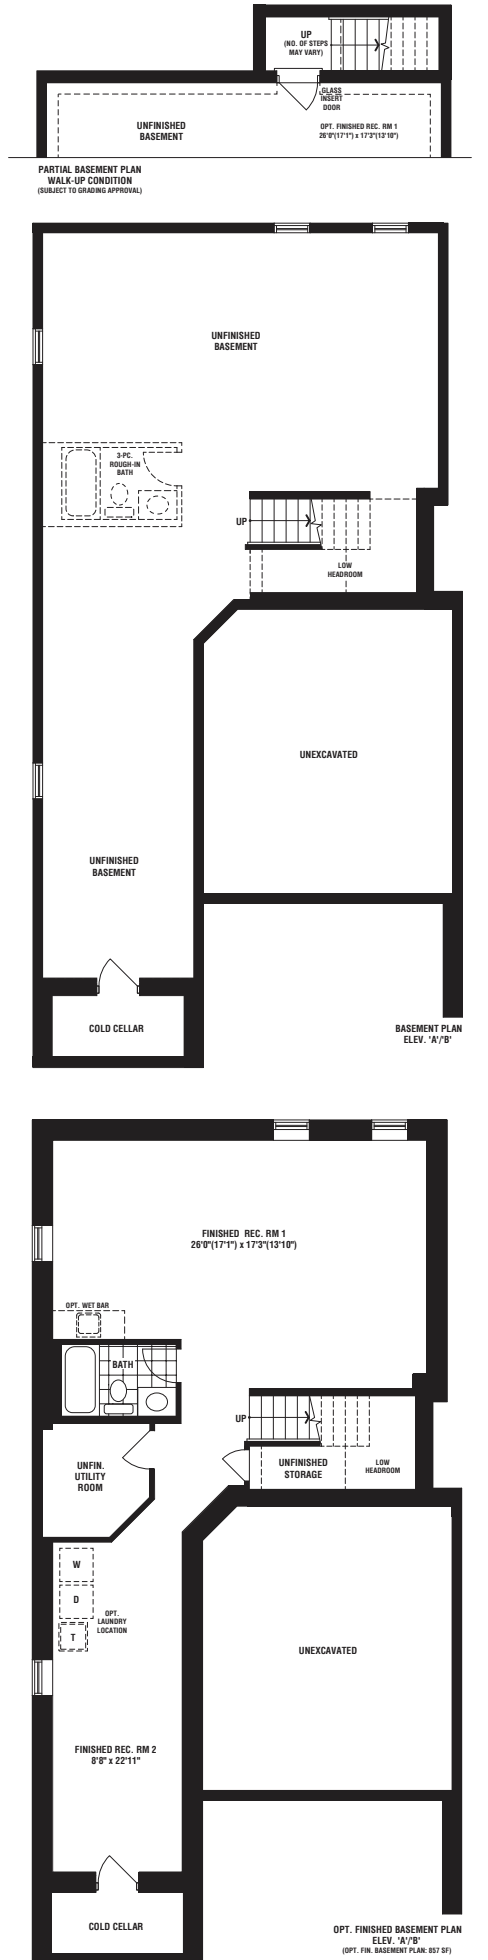 UP
(NO. OF STEPS
MAY VARY)
GLASS
INSERT
DOOR
UNFINISHED
BASEMENT
OPT. FINISHED REC. RM 1
26'0"(17'1") x 17'3"(13'10")
PARTIAL BASEMENT PLAN
WALK-UP CONDITION
(SUBJECT TO GRADING APPROVAL)
UNFINISHED
BASEMENT
3-PC.
ROUGH-IN
BATH
UP
LOW
HEADROOM
UNEXCAVATED
UNFINISHED
BASEMENT
COLD CELLAR
BASEMENT PLAN
ELEV. 'A'/'B'
FINISHED REC. RM 1
26'0"(17'1") x 17'3"(13'10")
OPT. WET BAR
BATH
UP
UNFIN.
UTILITY
ROOM
UNFINISHED
STORAGE
LOW
HEADROOM
W
D
T
OPT.
LAUNDRY
LOCATION
UNEXCAVATED
FINISHED REC. RM 2
8'8" x 22'11"
COLD CELLAR
OPT. FINISHED BASEMENT PLAN
ELEV. 'A'/'B'
(OPT. FIN. BASEMENT PLAN: 857 SF)